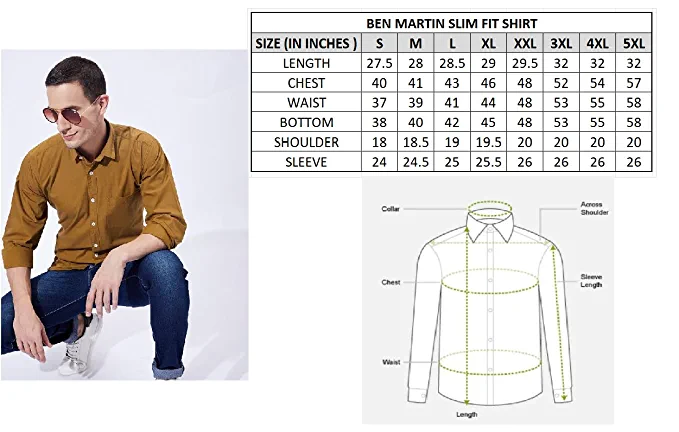 BEN MARTIN SLIM FIT SHIRT
SIZE (IN INCHES ) S M L XL XXL 3XL 4XL 5XL
LENGTH 27.5 28 28.5 29 29.5 32 32 32
CHEST 40 41 43 46 48 52 54 57
WAIST 37 39 41 44 48 53 55 58
BOTTOM 38 40 42 45 48 53 55 58
SHOULDER 18 18.5 19 19.5 20 20 20 20
SLEEVE 24 24.5 25 25.5 26 26 26 26
Collar
Across
Shoulder
Chest
Sleeve
Length
Waist
Length